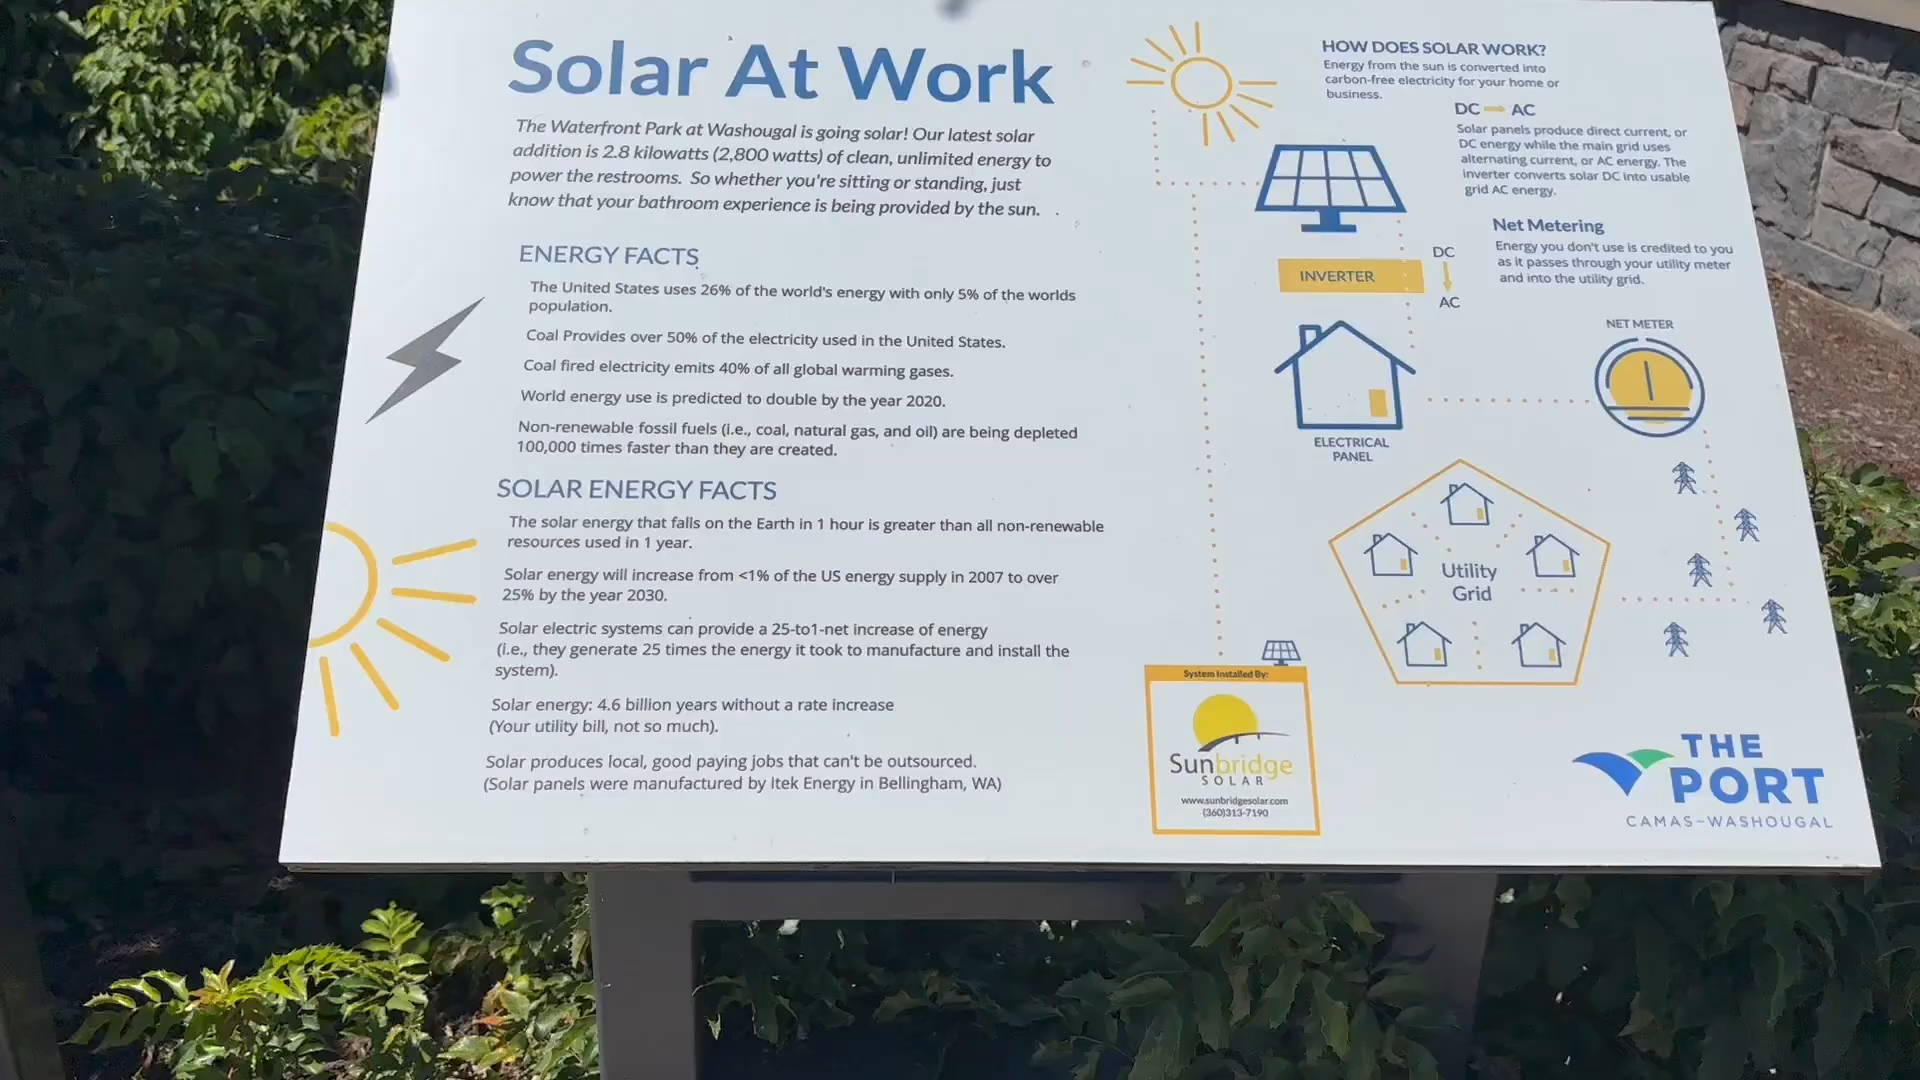 Solar At Work
The Waterfront Park at Washougal is going solar! Our latest solar
addition is 2.8 kilowatts (2,800 watts) of clean, unlimited energy to
power the restrooms.  So whether you're sitting or standing, just
know that your bathroom experience is being provided by the sun.
ENERGY FACTS
The United States uses 26% of the world's energy with only 5% of the worlds
population.
Coal Provides over 50% of the electricity used in the United States.
Coal fired electricity emits 40% of all global warming gases.
World energy use is predicted to double by the year 2020.
Non-renewable fossil fuels (i.e., coal, natural gas, and oil) are being depleted
100,000 times faster than they are created.
SOLAR ENERGY FACTS
The solar energy that falls on the Earth in 1 hour is greater than all non-renewable
resources used in 1 year.
Solar energy will increase from <1% of the US energy supply in 2007 to over
25% by the year 2030.
Solar electric systems can provide a 25-to1-net increase of energy
(i.e., they generate 25 times the energy it took to manufacture and install the
system).
Solar energy: 4.6 billion years without a rate increase
(Your utility bill, not so much).
Solar produces local, good paying jobs that can't be outsourced.
(Solar panels were manufactured by Itek Energy in Bellingham, WA)
HOW DOES SOLAR WORK?
Energy from the sun is converted into
carbon-free electricity for your home or
business.
DC AC
Solar panels produce direct current, or
DC energy while the main grid uses
alternating current, or AC energy. The
inverter converts solar DC into usable
grid AC energy.
Net Metering
Energy you don't use is credited to you
as it passes through your utility meter
and into the utility grid.
INVERTER
DC
AC
NET METER
ELECTRICAL
PANEL
Utility
Grid
System Installed By:
Sunbridge
SOLAR
www.sunbridgesolar.com
(360)313-7190
THE
PORT
CAMAS-WASHOUGAL